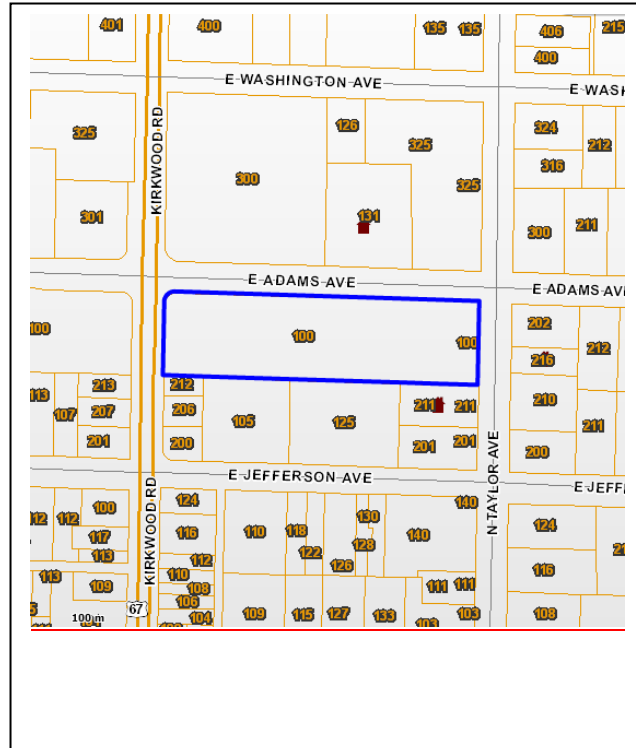 401 400 135 135 406 215
400
E WASHINGTON AVE
E WASH
126
325 325 324 212
KIRKWOOD RD
300 325 316
301 131 300 211
E ADAMS AVE
E ADAMS AVE
202
100 100 100 216 212
213 212
113 207 206 105 125 211 211 210
107 211
201 200 201 201 200
N TAYLOR AVE
E JEFFERSON AVE
E JEFF
KIRKWOOD RD
100 124 130 140
112 112 116 110 118 140 124
117 122 128
113 112 126
113 110 116
109 108 111 111
106
67 104 109 115 127 133 103 103 108
100 m